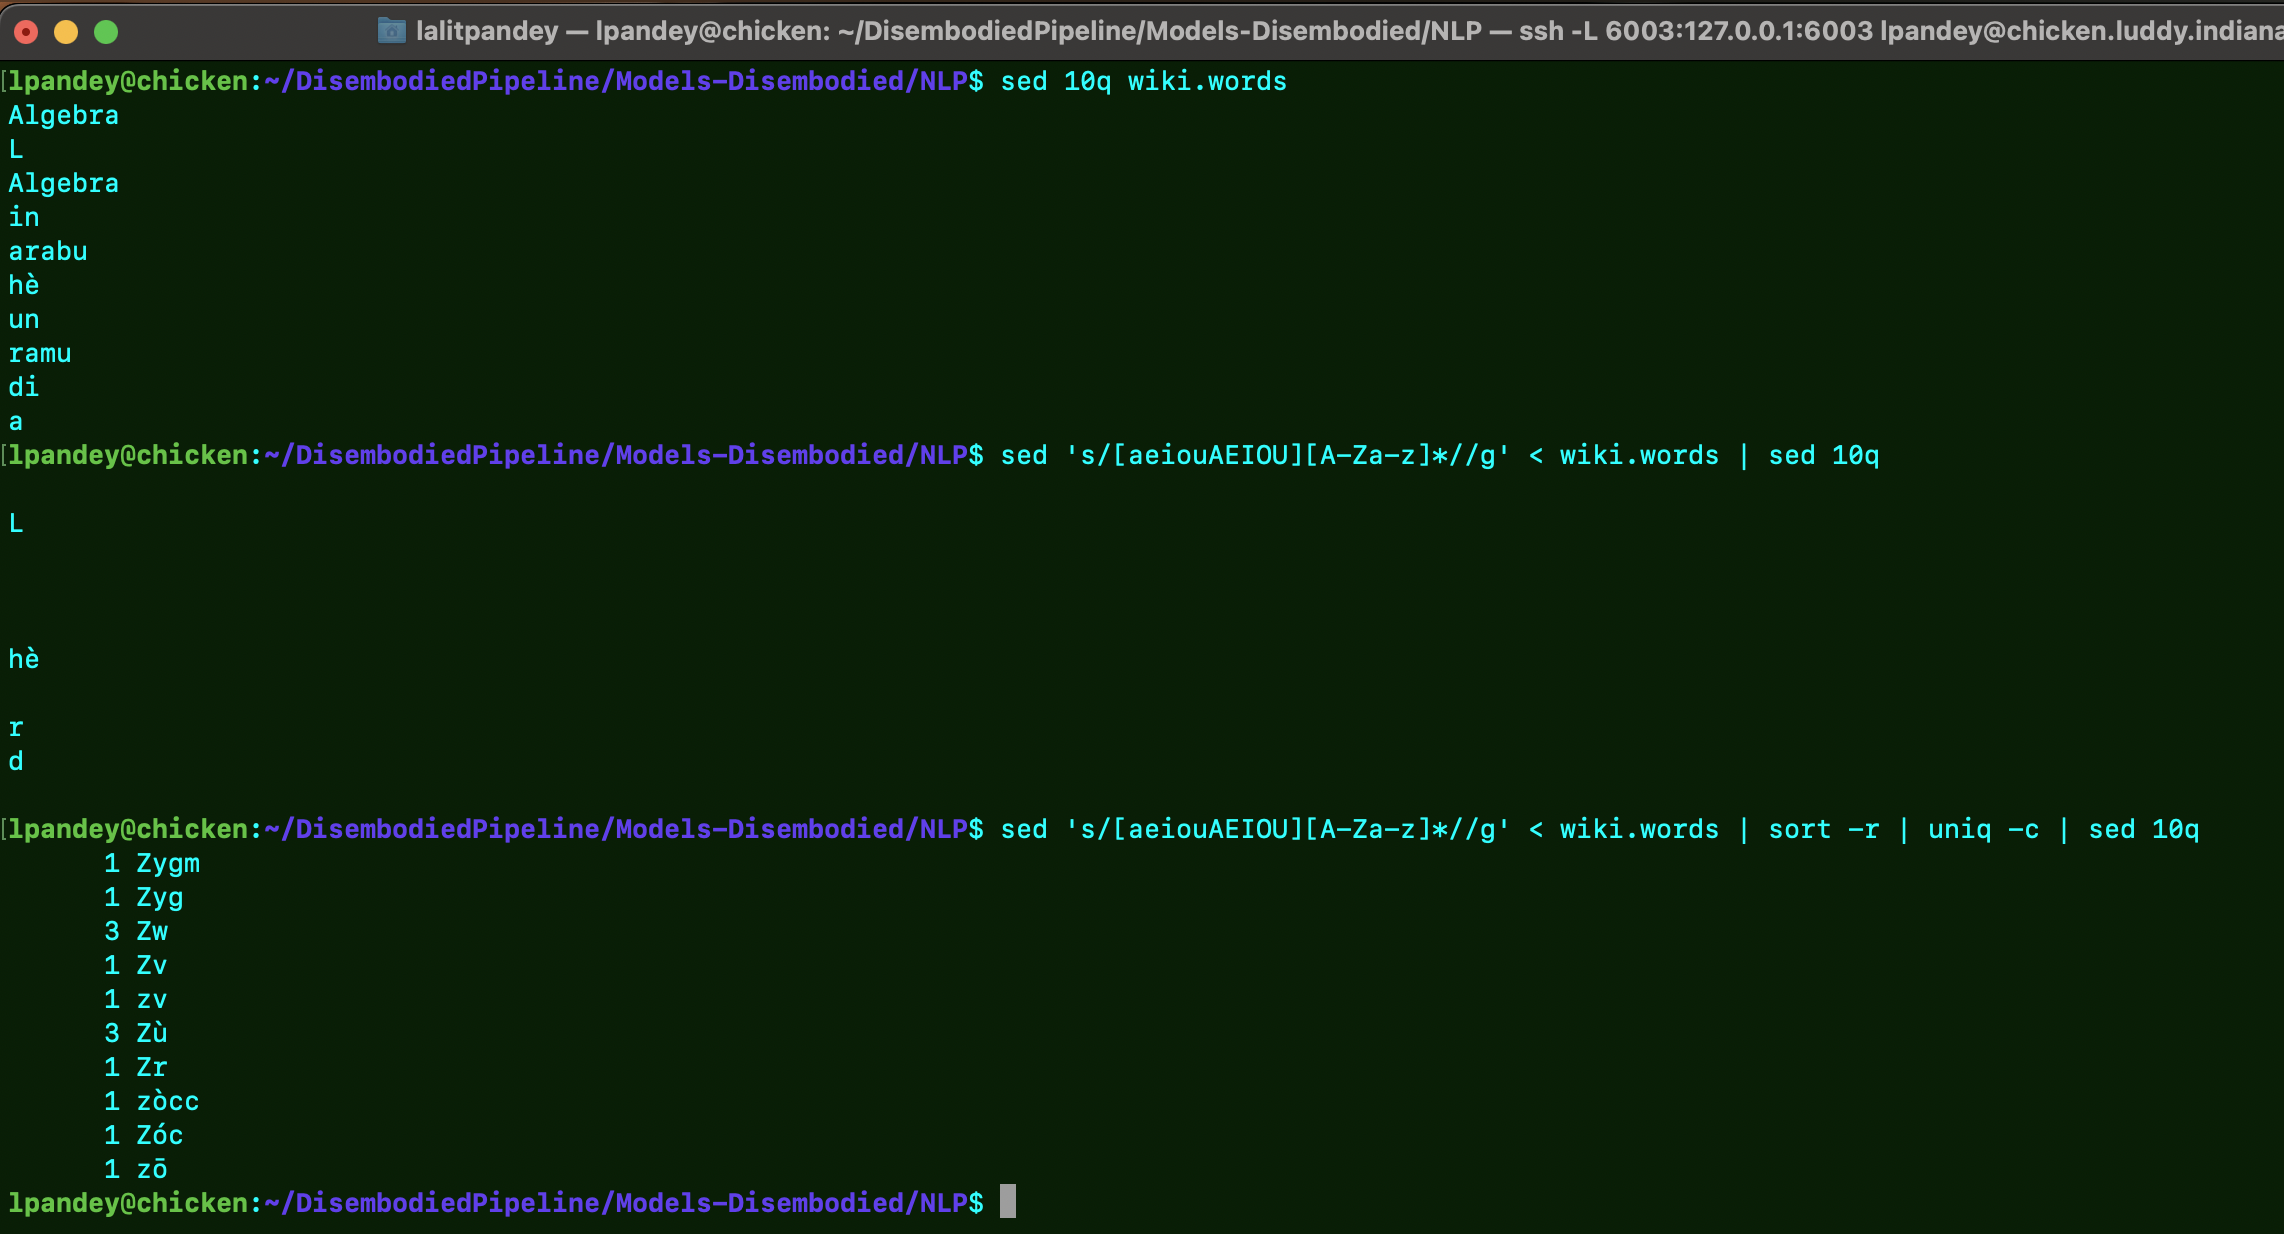 lalitpandey — lpandey@chicken: ~/DisembodiedPipeline/Models-Disembodied/NLP — ssh -L 6003:127.0.0.1:6003 lpandey@chicken.luddy.indiana
[lpandey@chicken:~/DisembodiedPipeline/Models-Disembodied/NLP$ sed 10q wiki.words
Algebra
L
Algebra
in
arabu
hè
un
ramu
di
a
[lpandey@chicken:~/DisembodiedPipeline/Models-Disembodied/NLP$ sed 's/[aeiouAEIOU][A-Za-z]*//g' < wiki.words | sed 10q
L
hè
r
d
[lpandey@chicken:~/DisembodiedPipeline/Models-Disembodied/NLP$ sed 's/[aeiouAEIOU][A-Za-z]*//g' < wiki.words | sort -r | uniq -c | sed 10q
1 Zygm
1 Zyg
3 Zw
1 Zv
1 zv
3 Zù
1 Zr
1 zòcc
1 Zóc
1 zō
lpandey@chicken:~/DisembodiedPipeline/Models-Disembodied/NLP$